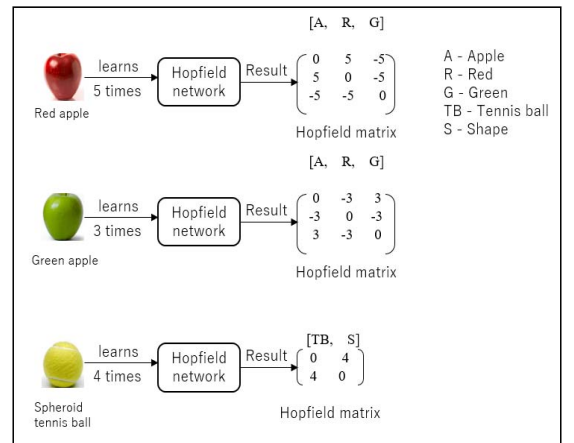 [A, R, G]
learns
5 times
Hopfield
network
Result
0 5 -5
5 0 -5
-5 -5 0
Red apple
Hopfield matrix
A - Apple
R - Red
G - Green
TB - Tennis ball
S - Shape
[A, R, G]
learns
3 times
Hopfield
network
Result
0 -3 3
-3 0 -3
3 -3 0
Green apple
Hopfield matrix
[TB, S]
learns
4 times
Hopfield
network
Result
0 4
4 0
Spheroid
tennis ball
Hopfield matrix